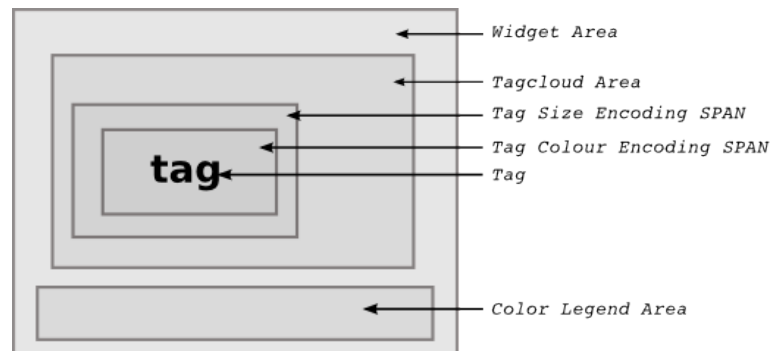 Widget Area
Tagcloud Area
Tag Size Encoding SPAN
Tag Colour Encoding SPAN
tag
Tag
Color Legend Area